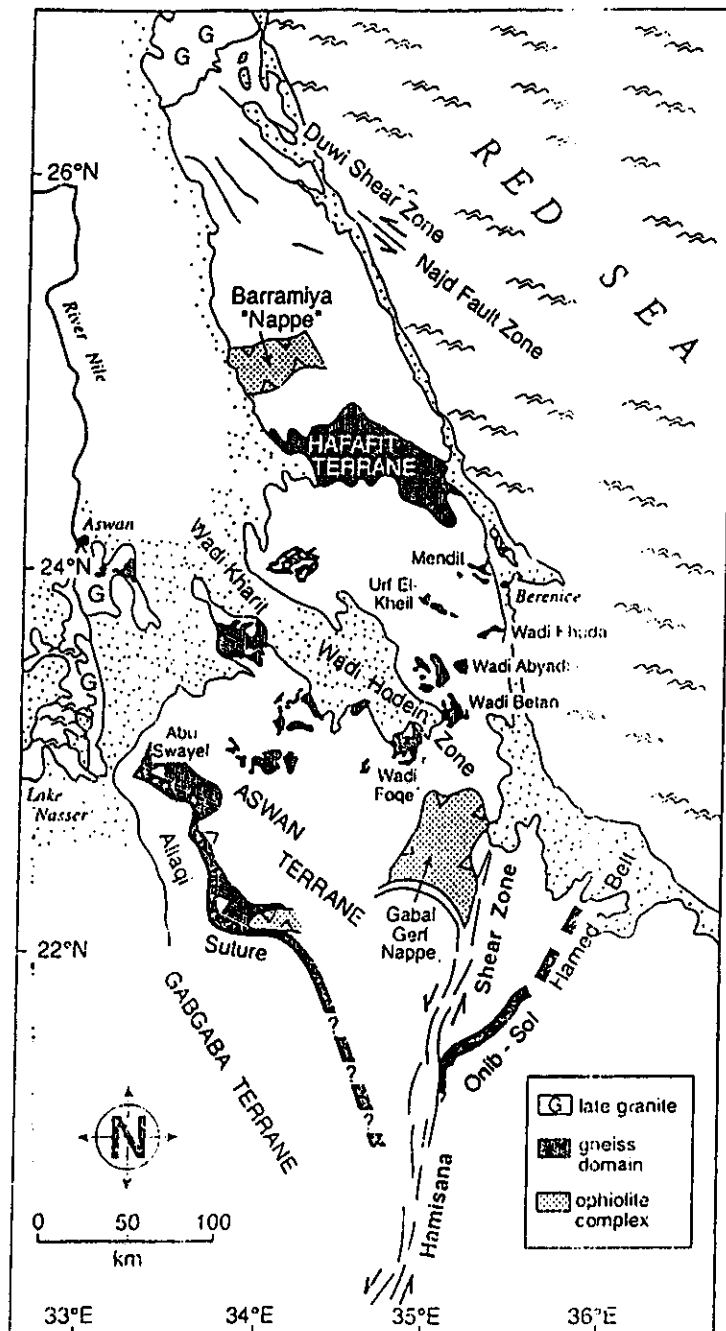 G
G
26°N
Duwi Shear Zone
RED SEA
Najd Fault Zone
River Nile
Barramiya
"Nappe"
HAFAFIT
TERRANE
Aswan
24°N
G
Wadi Kharit
Mendil
Urf El-
Kheil
Berenice
Wadi Khuda
Wadi Hodein Zone
Wadi Abyad
Wadi Betan
G
Abu
Swayel
Wadi
Foqe
Lake
Nasser
ASWAN
TERRANE
Allaqi
Suture
Gabal
Gerf
Nappe
22°N
Shear Zone
Hamisana
Onib - Sol
Hamed
GABGABA TERRANE
N
0 50 100
km
G late granite
gneiss
domain
ophiolite
complex
33°E 34°E 35°E 36°E